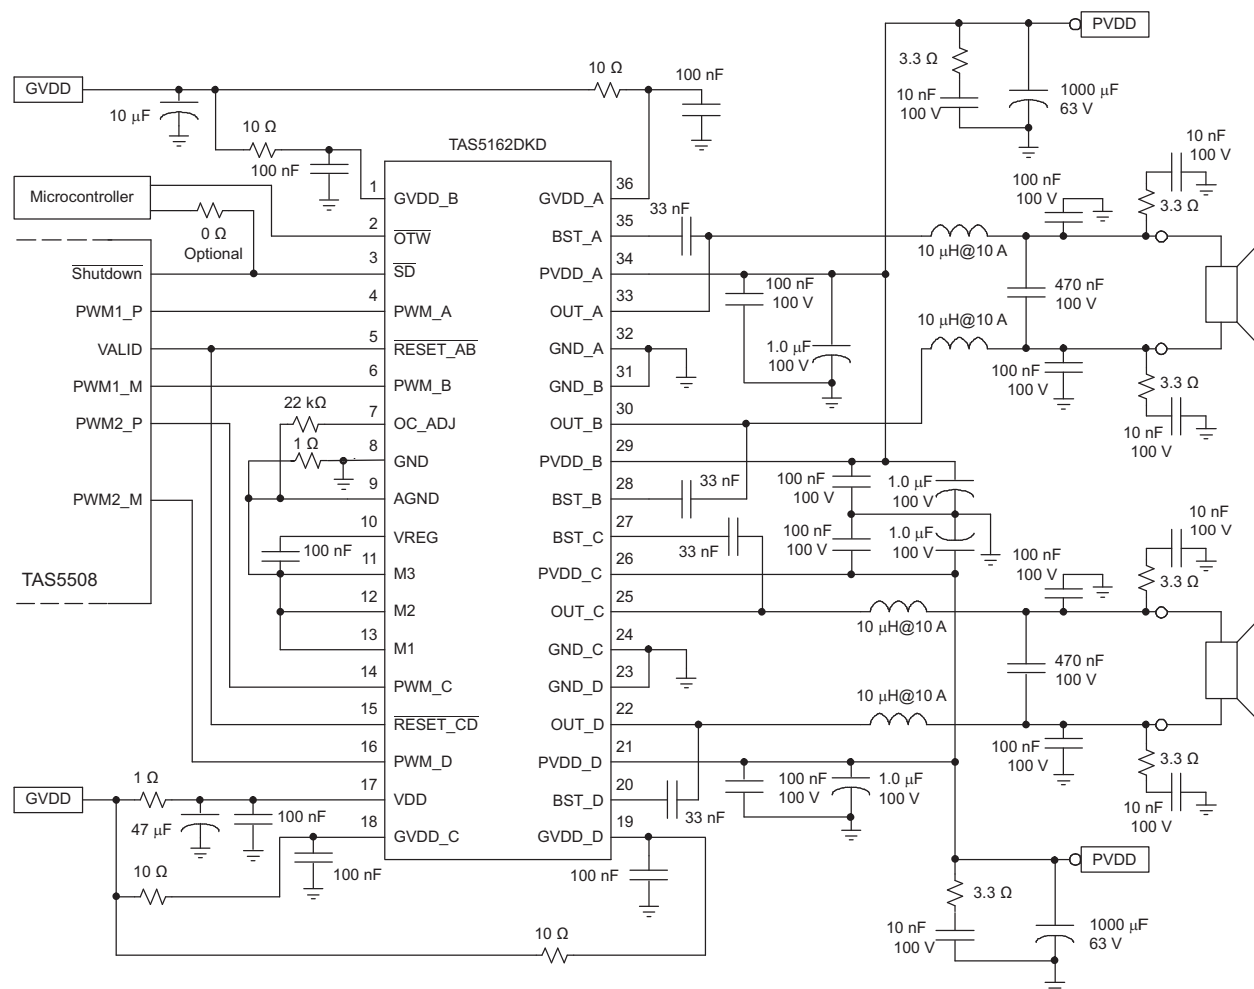 PVDD
3.3 Ω
10 nF
100 V
1000 μF
63 V
GVDD
10 μF
10 Ω
100 nF
10 Ω
100 nF
TAS5162DKD
Microcontroller
0 Ω
Optional
Shutdown
PWM1_P
VALID
PWM1_M
PWM2_P
PWM2_M
TAS5508
22 kΩ
1 Ω
100 nF
1
GVDD_B
2
OTW
3
SD
4
PWM_A
5
RESET_AB
6
PWM_B
7
OC_ADJ
8
GND
9
AGND
10
VREG
11
M3
12
M2
13
M1
14
PWM_C
15
RESET_CD
16
PWM_D
17
VDD
18
GVDD_C
36
GVDD_A
35
BST_A
34
PVDD_A
33
OUT_A
32
GND_A
31
GND_B
30
OUT_B
29
PVDD_B
28
BST_B
27
BST_C
26
PVDD_C
25
OUT_C
24
GND_C
23
GND_D
22
OUT_D
21
PVDD_D
20
BST_D
19
GVDD_D
33 nF
100 nF
100 V
1.0 μF
100 V
10 μH@10 A
10 μH@10 A
100 nF
100 V
10 nF
100 V
3.3 Ω
470 nF
100 V
100 nF
100 V
3.3 Ω
10 nF
100 V
33 nF
100 nF
100 V
1.0 μF
100 V
33 nF
100 nF
100 V
1.0 μF
100 V
10 μH@10 A
10 μH@10 A
100 nF
100 V
10 nF
100 V
3.3 Ω
470 nF
100 V
100 nF
100 V
3.3 Ω
10 nF
100 V
33 nF
100 nF
100 V
1.0 μF
100 V
GVDD
1 Ω
47 μF
100 nF
10 Ω
100 nF
100 nF
10 Ω
PVDD
3.3 Ω
10 nF
100 V
1000 μF
63 V